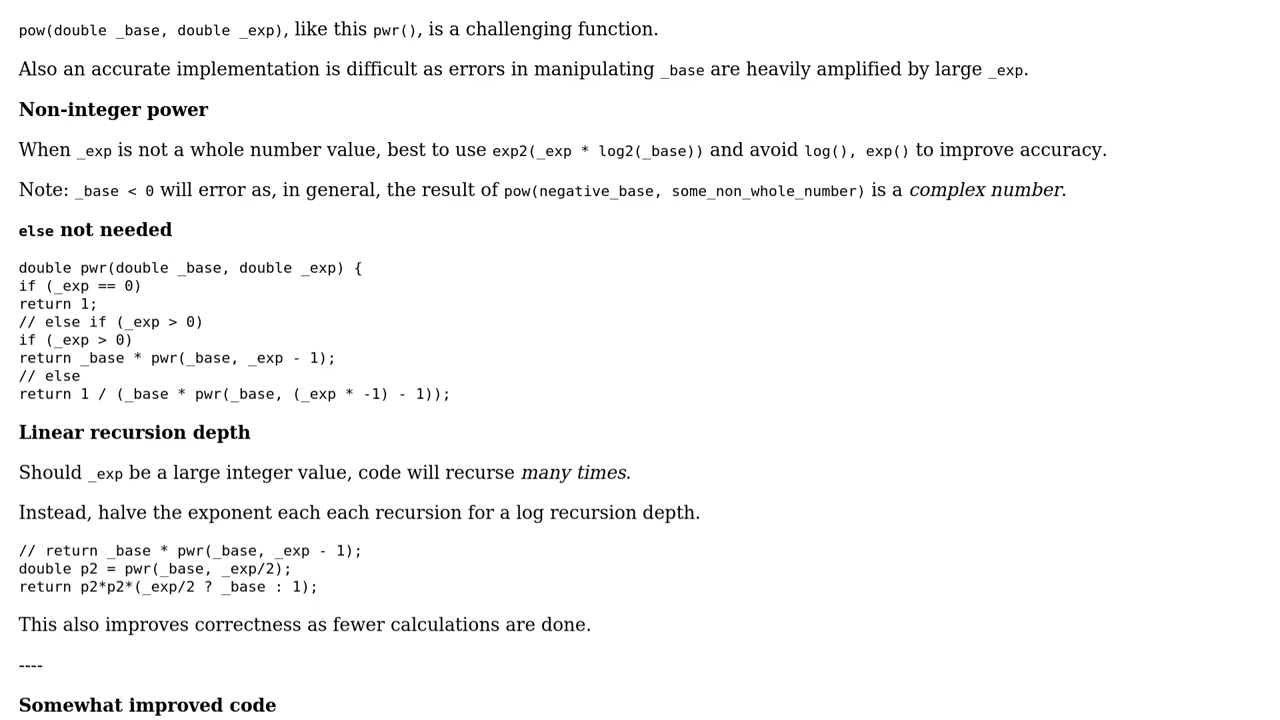 pow(double _base, double _exp), like this pwr(), is a challenging function.
Also an accurate implementation is difficult as errors in manipulating _base are heavily amplified by large _exp.
Non-integer power
When _exp is not a whole number value, best to use exp2(_exp * log2(_base)) and avoid log(), exp() to improve accuracy.
Note: _base < 0 will error as, in general, the result of pow(negative_base, some_non_whole_number) is a complex number.
else not needed
double pwr(double _base, double _exp) {
if (_exp == 0)
return 1;
// else if (_exp > 0)
if (_exp > 0)
return _base * pwr(_base, _exp - 1);
// else
return 1 / (_base * pwr(_base, (_exp * -1) - 1));
Linear recursion depth
Should _exp be a large integer value, code will recurse many times.
Instead, halve the exponent each each recursion for a log recursion depth.
// return _base * pwr(_base, _exp - 1);
double p2 = pwr(_base, _exp/2);
return p2*p2*(_exp/2 ? _base : 1);
This also improves correctness as fewer calculations are done.
----
Somewhat improved code